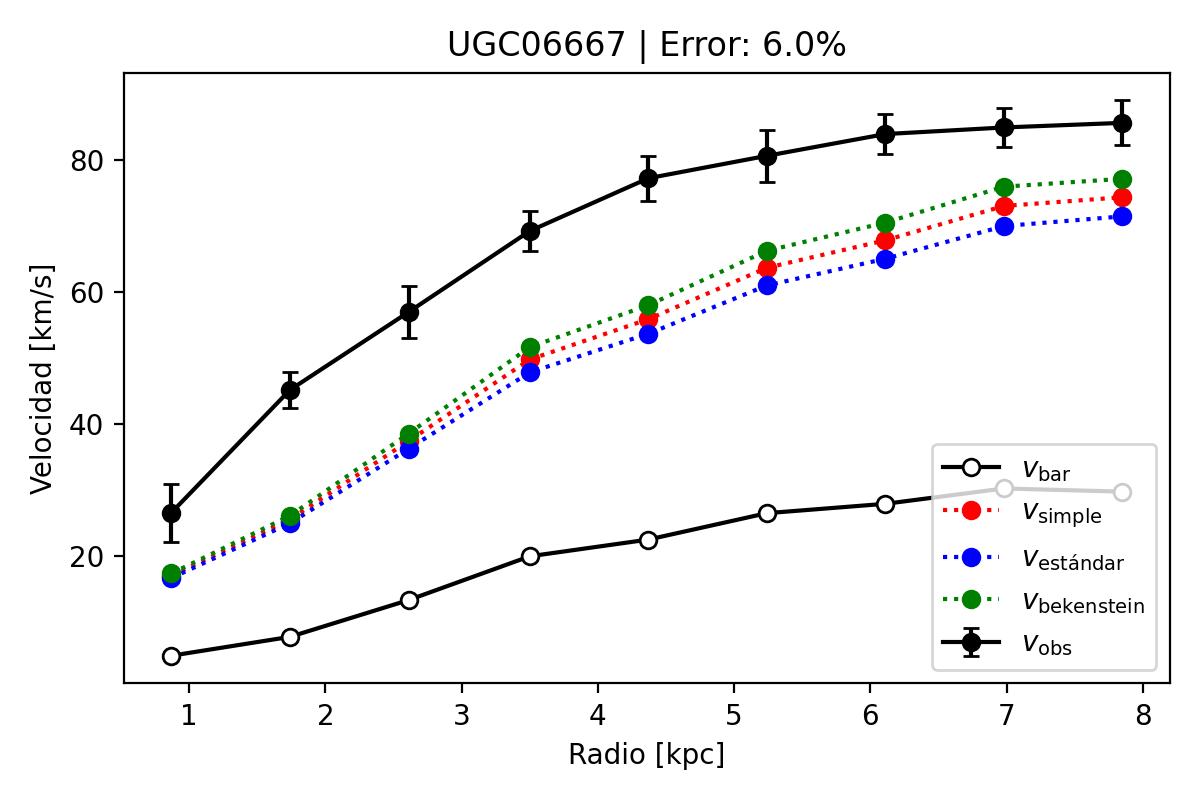 UGC06667 | Error: 6.0%
Velocidad [km/s]
80
60
40
20
v_bar
v_simple
v_estándar
v_bekenstein
v_obs
1 2 3 4 5 6 7 8
Radio [kpc]